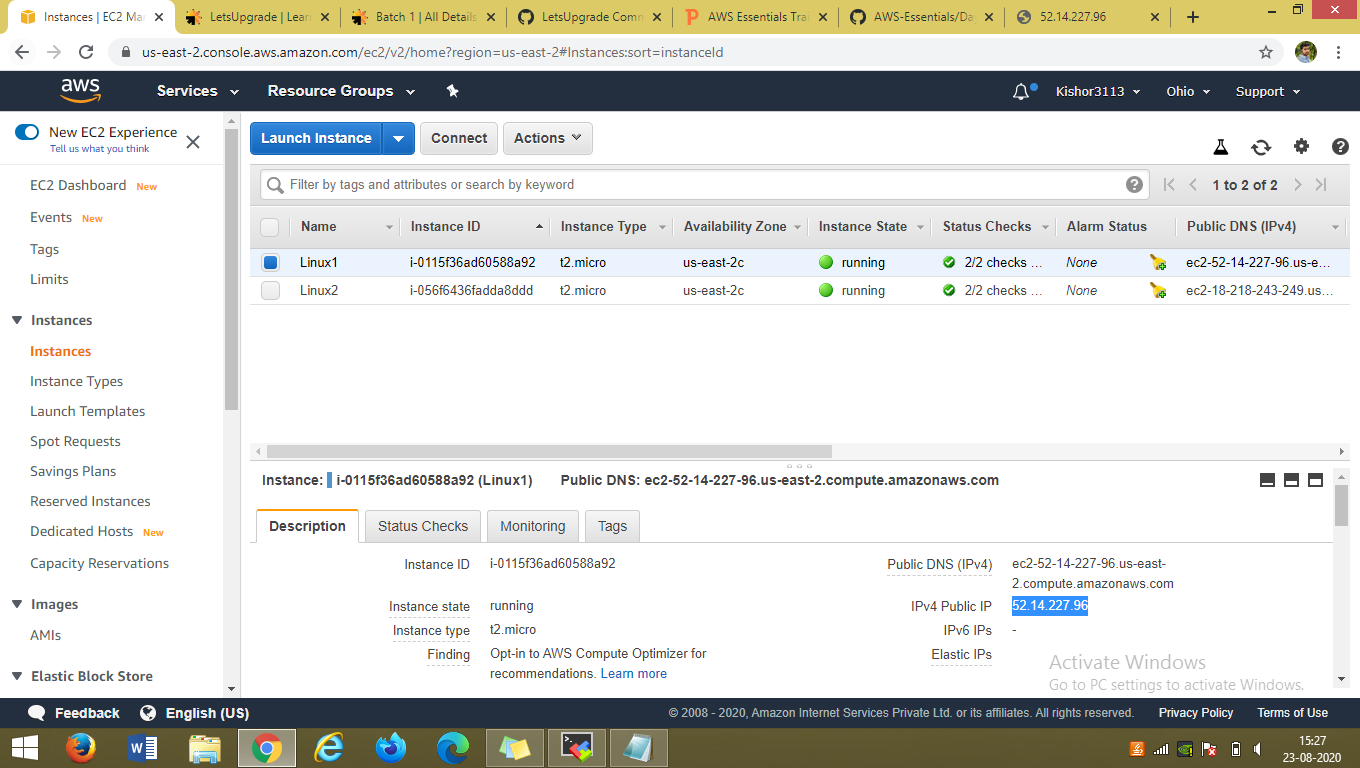 Instances | EC2 Mar
LetsUpgrade | Learn
Batch 1 | All Details
LetsUpgrade Comm
AWS Essentials Trai
AWS-Essentials/Da
52.14.227.96
us-east-2.console.aws.amazon.com/ec2/v2/home?region=us-east-2#Instances:sort=instanceId
aws
Services
Resource Groups
Kishor3113
Ohio
Support
New EC2 Experience
Tell us what you think
EC2 Dashboard New
Events New
Tags
Limits
Instances
Instances
Instance Types
Launch Templates
Spot Requests
Savings Plans
Reserved Instances
Dedicated Hosts New
Capacity Reservations
Images
AMIs
Elastic Block Store
Launch Instance
Connect
Actions
Filter by tags and attributes or search by keyword
1 to 2 of 2
Name Instance ID Instance Type Availability Zone Instance State Status Checks Alarm Status Public DNS (IPv4)
Linux1 i-0115f36ad60588a92 t2.micro us-east-2c running 2/2 checks ... None ec2-52-14-227-96.us-e...
Linux2 i-056f6436fadda8ddd t2.micro us-east-2c running 2/2 checks ... None ec2-18-218-243-249.us...
Instance: i-0115f36ad60588a92 (Linux1) Public DNS: ec2-52-14-227-96.us-east-2.compute.amazonaws.com
Description
Status Checks
Monitoring
Tags
Instance ID i-0115f36ad60588a92
Instance state running
Instance type t2.micro
Finding Opt-in to AWS Compute Optimizer for
recommendations. Learn more
Public DNS (IPv4) ec2-52-14-227-96.us-east-
2.compute.amazonaws.com
IPv4 Public IP 52.14.227.96
IPv6 IPs -
Elastic IPs
Activate Windows
Go to PC settings to activate Windows.
Feedback
English (US)
© 2008 - 2020, Amazon Internet Services Private Ltd. or its affiliates. All rights reserved.
Privacy Policy
Terms of Use
15:27
23-08-2020